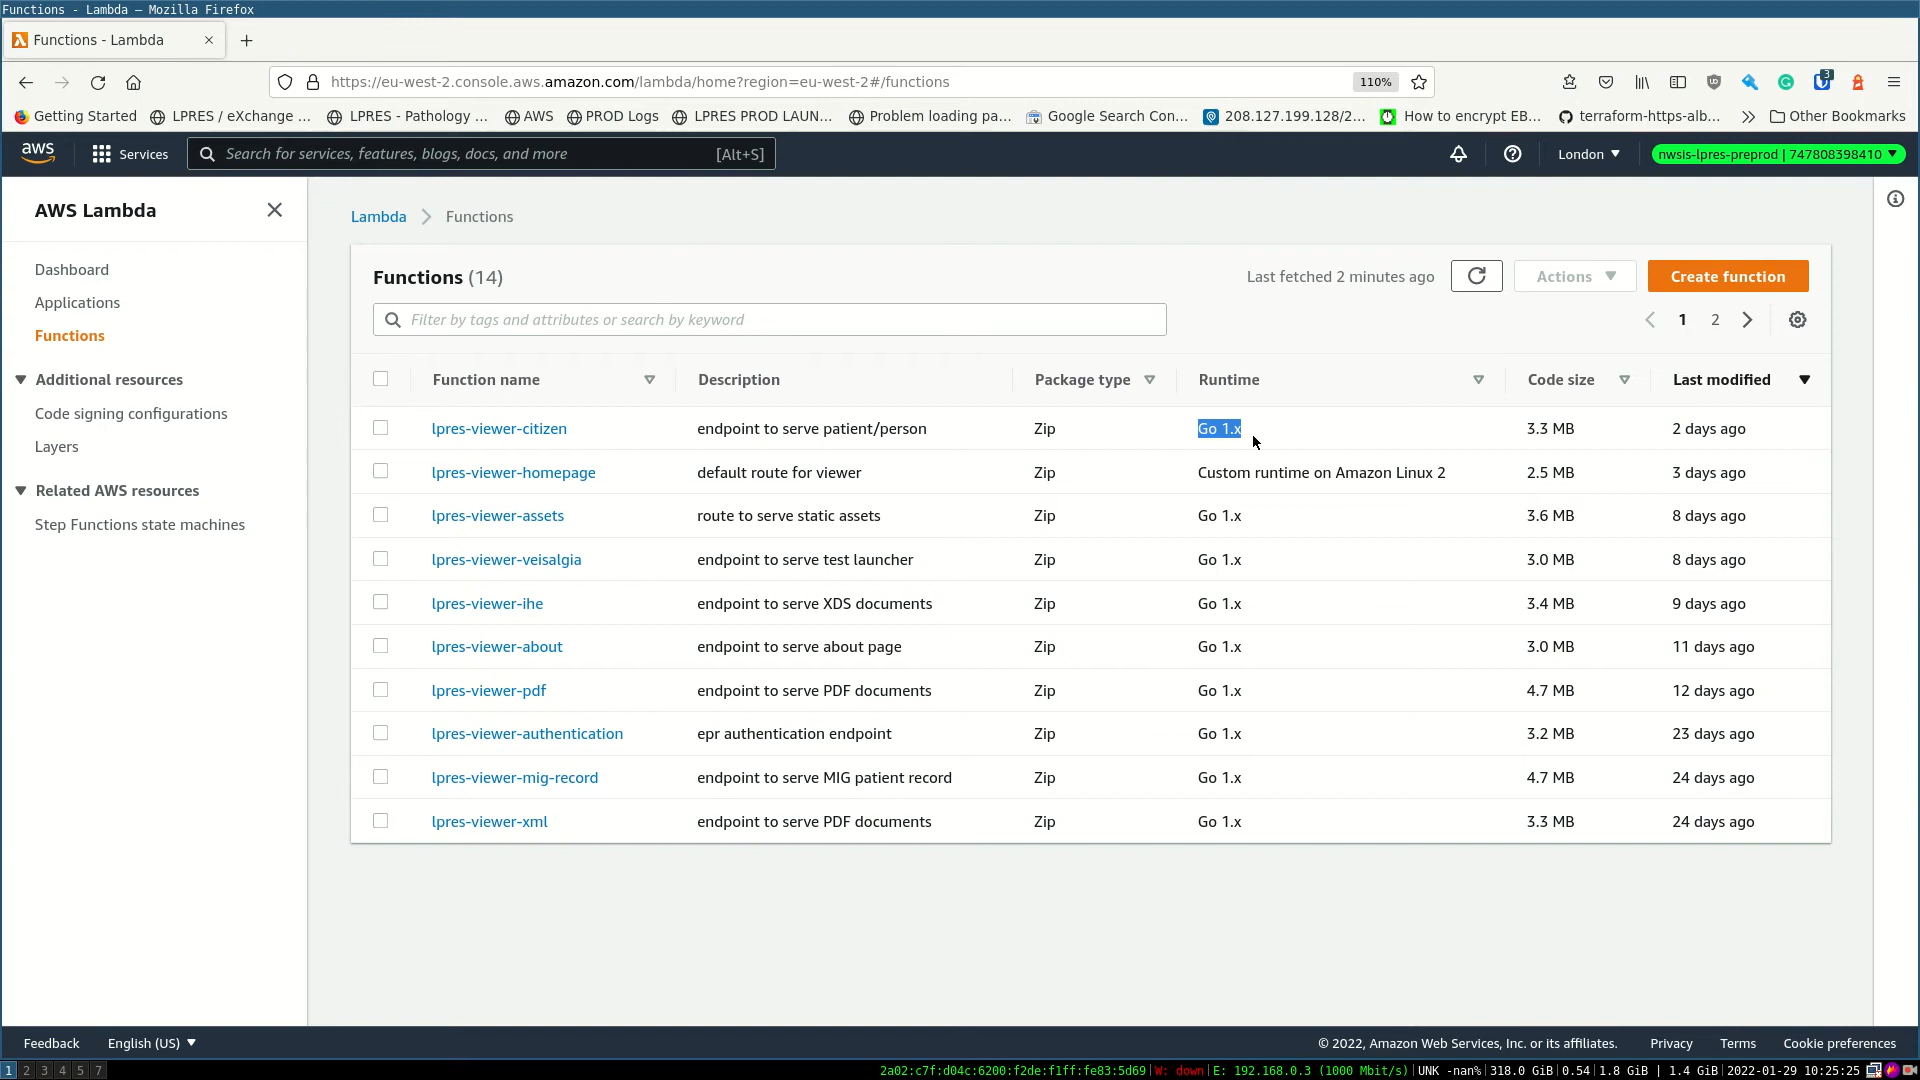 Functions - Lambda — Mozilla Firefox
Functions - Lambda
https://eu-west-2.console.aws.amazon.com/lambda/home?region=eu-west-2#/functions
110%
3
Getting Started
LPRES / eXchange ...
LPRES - Pathology ...
AWS
PROD Logs
LPRES PROD LAUN...
Problem loading pa...
Google Search Con...
208.127.199.128/2...
How to encrypt EB...
terraform-https-alb...
Other Bookmarks
aws
Services
Search for services, features, blogs, docs, and more
[Alt+S]
London
nwsis-lpres-preprod | 747808398410
AWS Lambda
Dashboard
Applications
Functions
Additional resources
Code signing configurations
Layers
Related AWS resources
Step Functions state machines
Lambda
Functions
Functions (14)
Last fetched 2 minutes ago
Actions
Create function
Filter by tags and attributes or search by keyword
1
2
Function name Description Package type Runtime Code size Last modified
lpres-viewer-citizen endpoint to serve patient/person Zip Go 1.x 3.3 MB 2 days ago
lpres-viewer-homepage default route for viewer Zip Custom runtime on Amazon Linux 2 2.5 MB 3 days ago
lpres-viewer-assets route to serve static assets Zip Go 1.x 3.6 MB 8 days ago
lpres-viewer-veisalgia endpoint to serve test launcher Zip Go 1.x 3.0 MB 8 days ago
lpres-viewer-ihe endpoint to serve XDS documents Zip Go 1.x 3.4 MB 9 days ago
lpres-viewer-about endpoint to serve about page Zip Go 1.x 3.0 MB 11 days ago
lpres-viewer-pdf endpoint to serve PDF documents Zip Go 1.x 4.7 MB 12 days ago
lpres-viewer-authentication epr authentication endpoint Zip Go 1.x 3.2 MB 23 days ago
lpres-viewer-mig-record endpoint to serve MIG patient record Zip Go 1.x 4.7 MB 24 days ago
lpres-viewer-xml endpoint to serve PDF documents Zip Go 1.x 3.3 MB 24 days ago
Feedback
English (US)
© 2022, Amazon Web Services, Inc. or its affiliates.
Privacy
Terms
Cookie preferences
1 2 3 4 5 7
2a02:c7f:d04c:6200:f2de:f1ff:fe83:5d69|W: down|E: 192.168.0.3 (1000 Mbit/s)|UNK -nan%|318.0 GiB|0.54|1.8 GiB | 1.4 GiB|2022-01-29 10:25:25